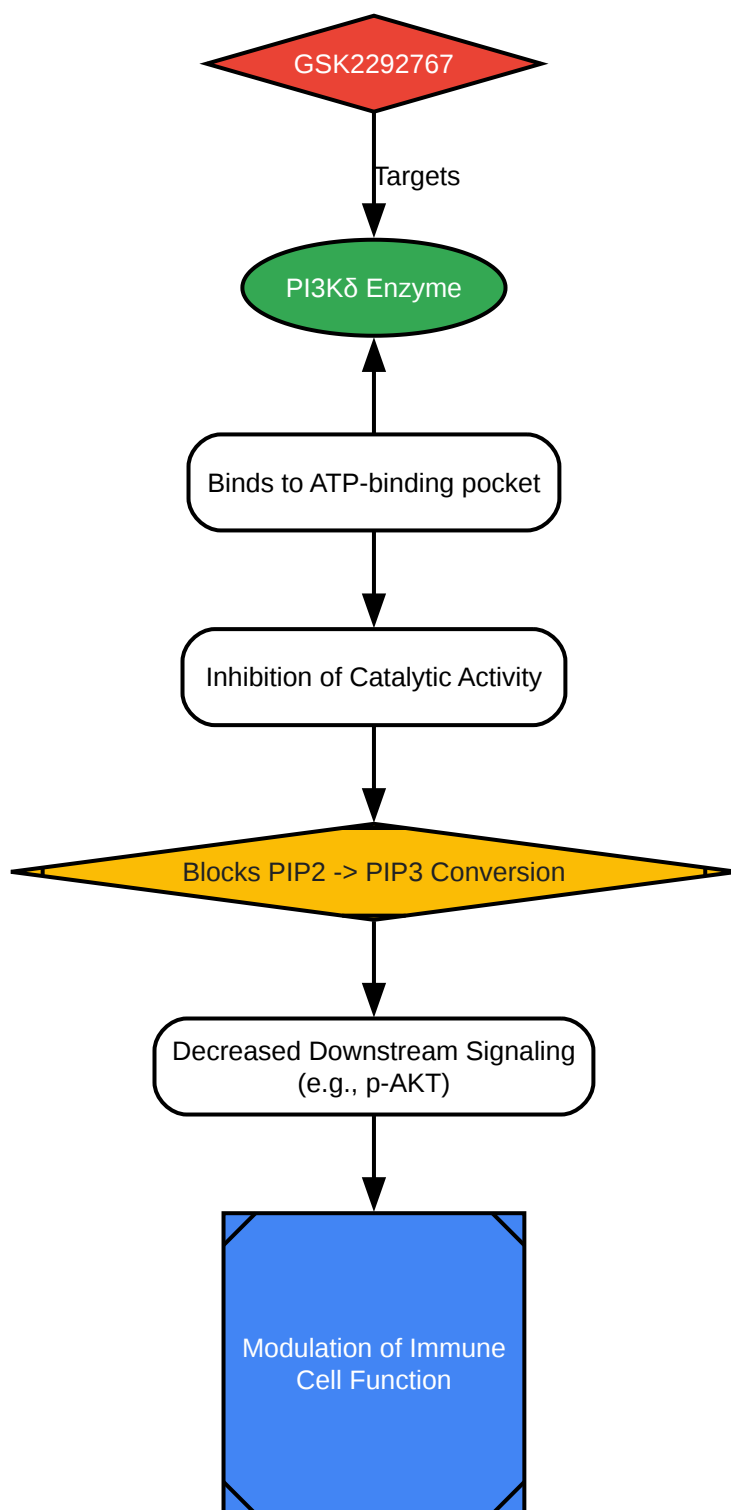 GSK2292767
Targets
PI3Kδ Enzyme
Binds to ATP-binding pocket
Inhibition of Catalytic Activity
Blocks PIP2 -> PIP3 Conversion
Decreased Downstream Signaling
(e.g., p-AKT)
Modulation of Immune
Cell Function